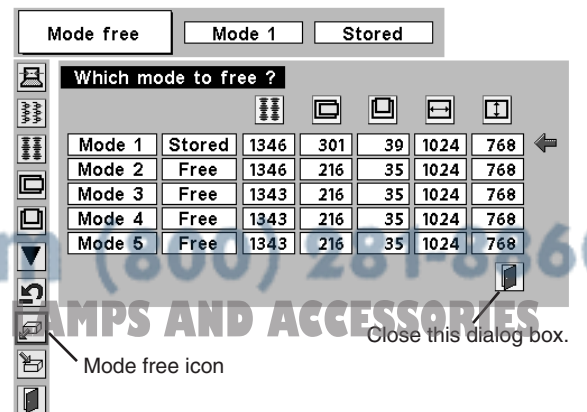 Mode free Mode 1 Stored
Which mode to free ?
Mode 1 Stored 1346 301 39 1024 768
Mode 2 Free 1346 216 35 1024 768
Mode 3 Free 1343 216 35 1024 768
Mode 4 Free 1343 216 35 1024 768
Mode 5 Free 1343 216 35 1024 768
m (800) 281-8860
LAMPS AND ACCESSORIES
Close this dialog box.
Mode free icon